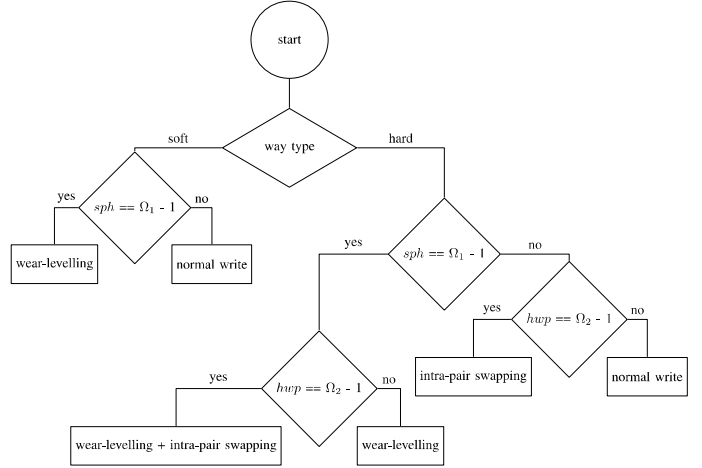 start
way type
soft
hard
sph == Ω₁ - 1
yes
no
wear-levelling
normal write
sph == Ω₁ - 1
yes
no
hwp == Ω₂ - 1
yes
no
intra-pair swapping
normal write
hwp == Ω₂ - 1
yes
no
wear-levelling + intra-pair swapping
wear-levelling